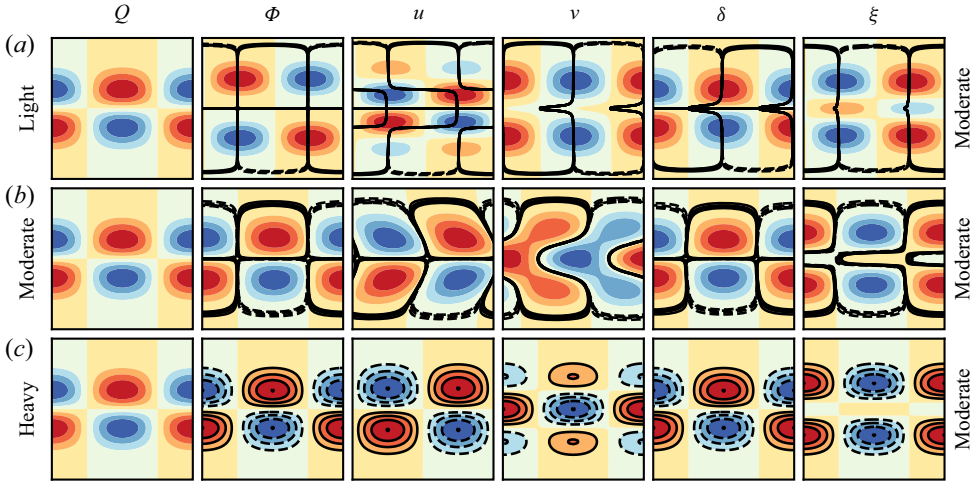 Q Φ u v δ ξ
(a) Light Moderate
(b) Moderate Moderate
(c) Heavy Moderate